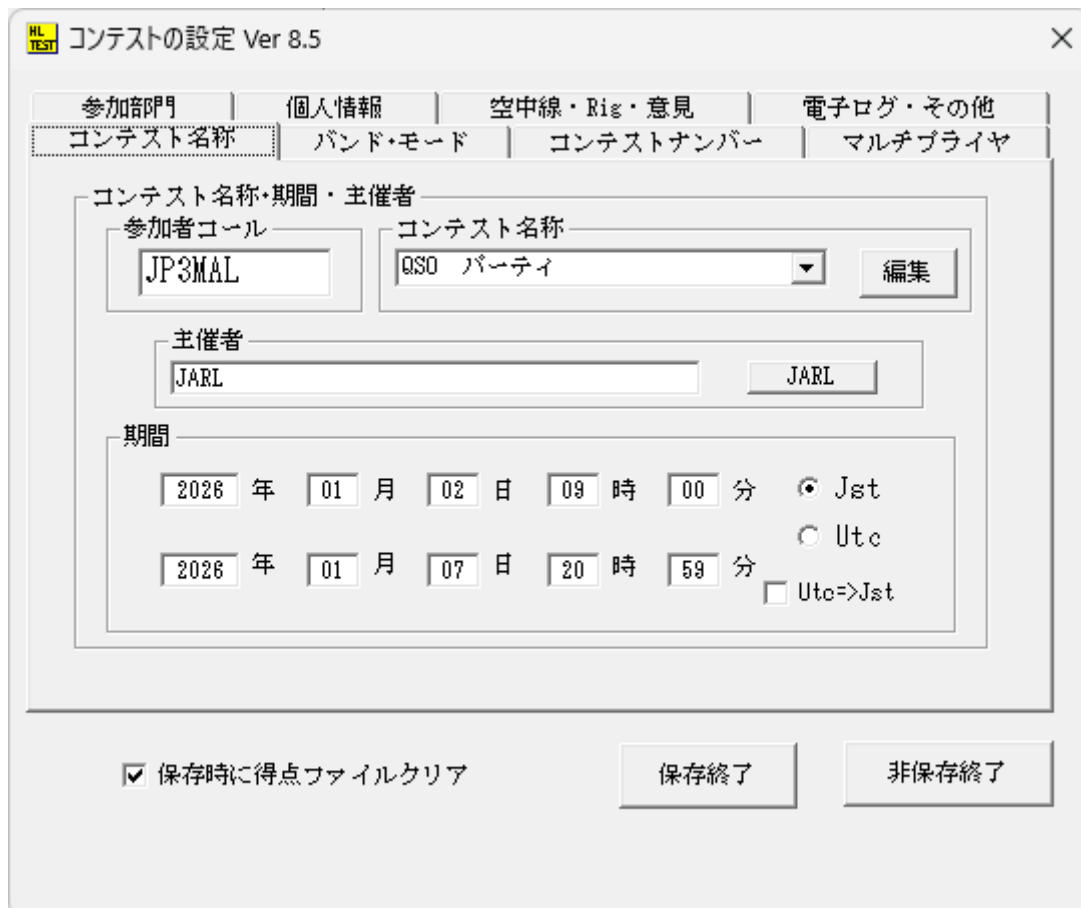 HL TEST コンテストの設定 Ver 8.5
参加部門 個人情報 空中線・Rig・意見 電子ログ・その他
コンテスト名称 バンド・モード コンテストナンバー マルチプライヤ
コンテスト名称・期間・主催者
参加者コール コンテスト名称
JP3MAL QSO パーティ 編集
主催者
JARL JARL
期間
2026 年 01 月 02 日 09 時 00 分 Jst
Utc
2026 年 01 月 07 日 20 時 59 分
Utc=>Jst
保存時に得点ファイルクリア 保存終了 非保存終了